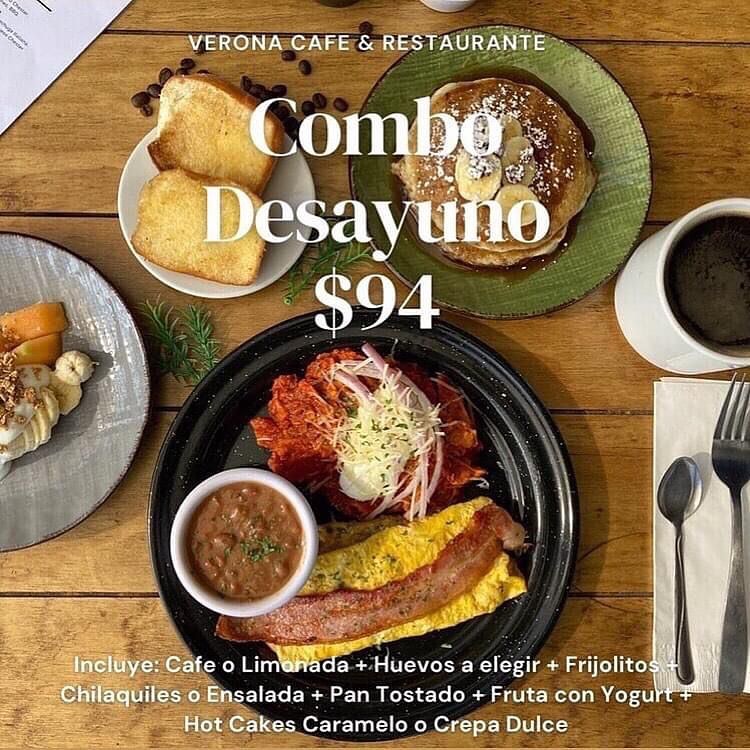 VERONA CAFE & RESTAURANTE
Combo
Desayuno
$94
Incluye: Cafe o Limonada + Huevos a elegir + Frijolitos +
Chilaquiles o Ensalada + Pan Tostado + Fruta con Yogurt +
Hot Cakes Caramelo o Crepa Dulce